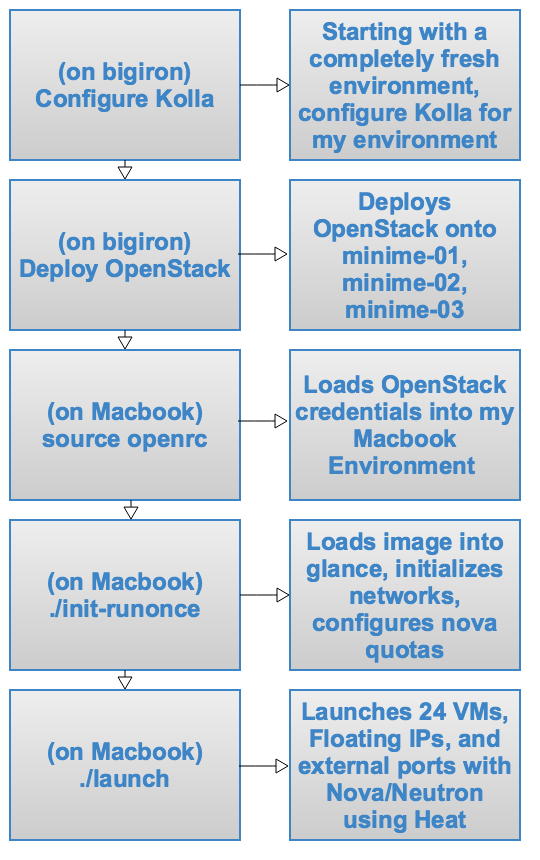 (on bigiron)
Configure Kolla
Starting with a
completely fresh
environment,
configure Kolla for
my environment
(on bigiron)
Deploy OpenStack
Deploys
OpenStack onto
minime-01,
minime-02,
minime-03
(on Macbook)
source openrc
Loads OpenStack
credentials into my
Macbook
Environment
(on Macbook)
./init-runonce
Loads image into
glance, initializes
networks,
configures nova
quotas
(on Macbook)
./launch
Launches 24 VMs,
Floating IPs, and
external ports with
Nova/Neutron
using Heat